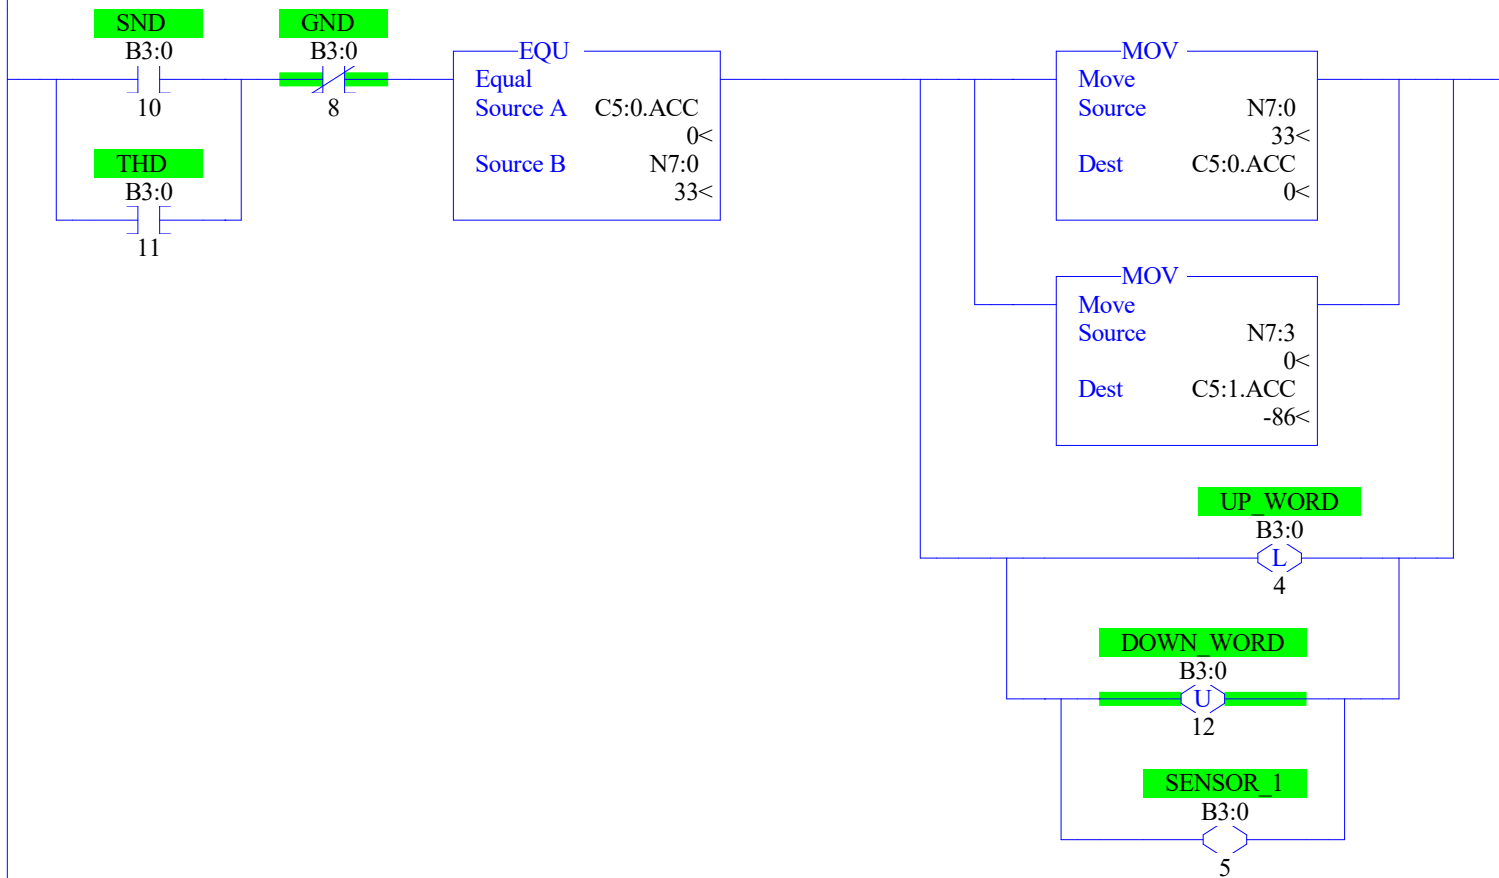 SND
B3:0
10
THD
B3:0
11
GND
B3:0
8
EQU
Equal
Source A C5:0.ACC
0<
Source B N7:0
33<
MOV
Move
Source N7:0
33<
Dest C5:0.ACC
0<
MOV
Move
Source N7:3
0<
Dest C5:1.ACC
-86<
UP_WORD
B3:0
L
4
DOWN_WORD
B3:0
U
12
SENSOR_1
B3:0
5